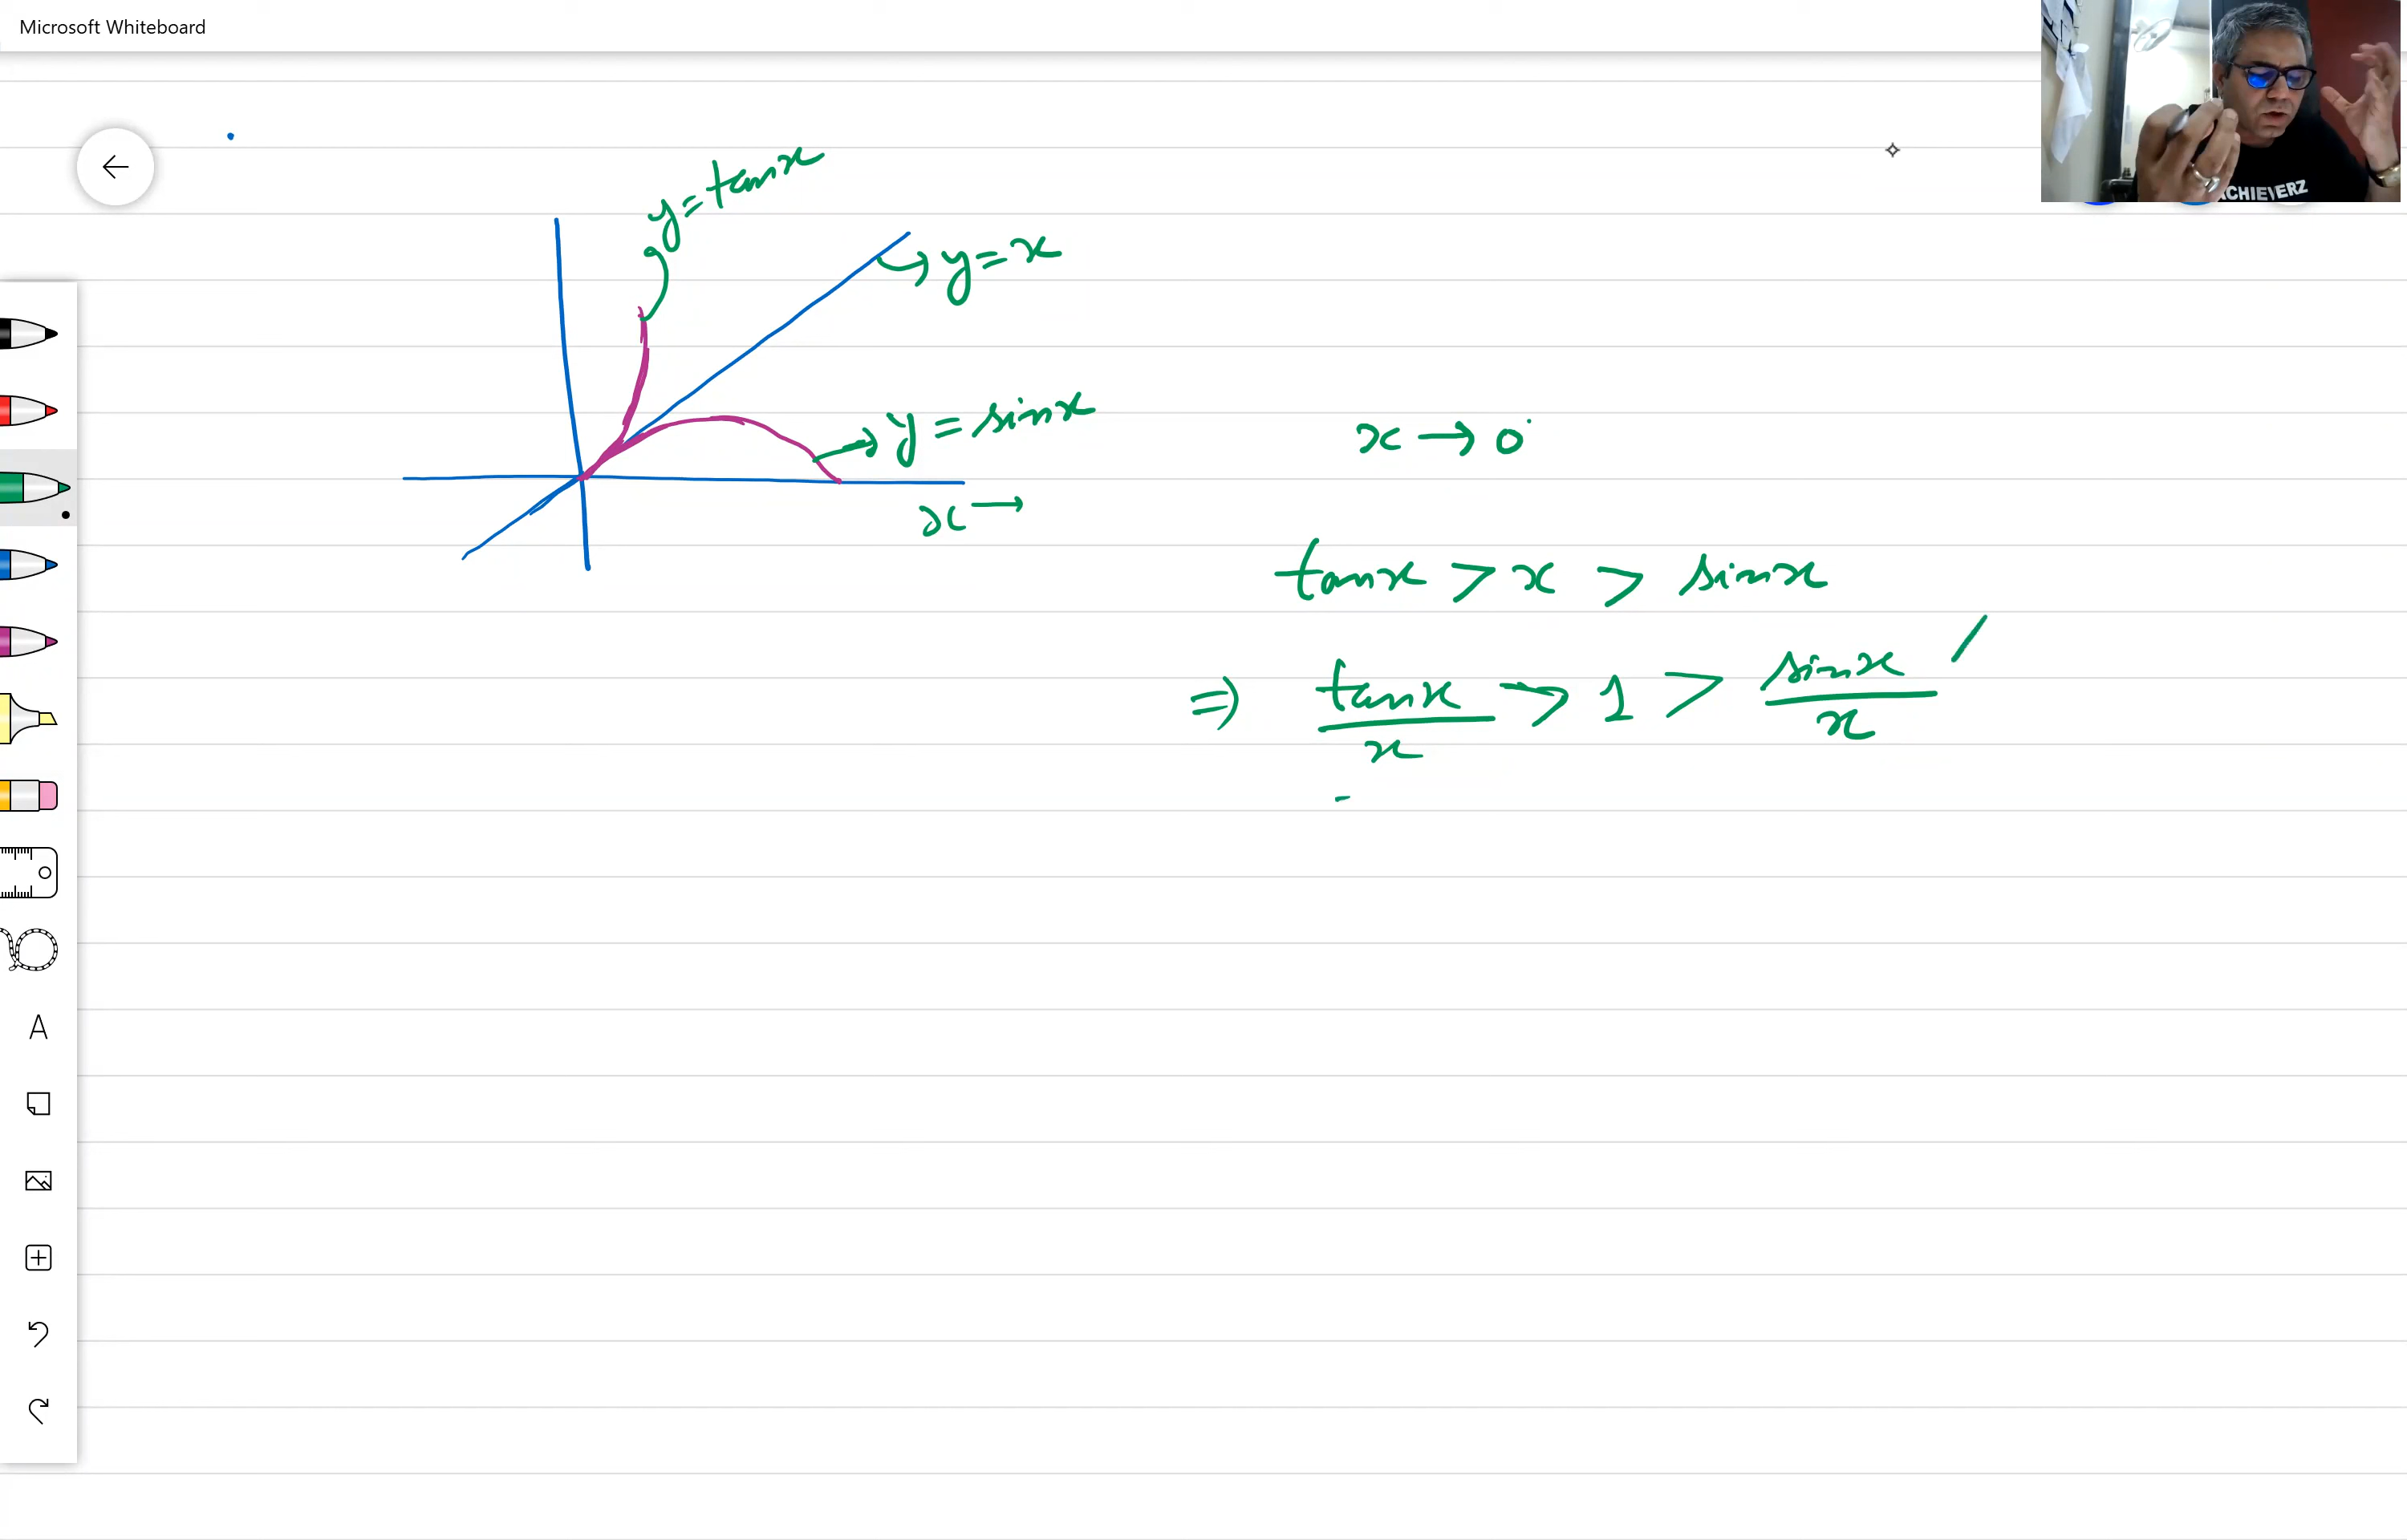 Microsoft Whiteboard
CHIEVERZ
y = tanx
y = x
y = sinx
x →
x → 0
tanx > x > sinx
⇒ tanx/x > 1 > sinx/x
A